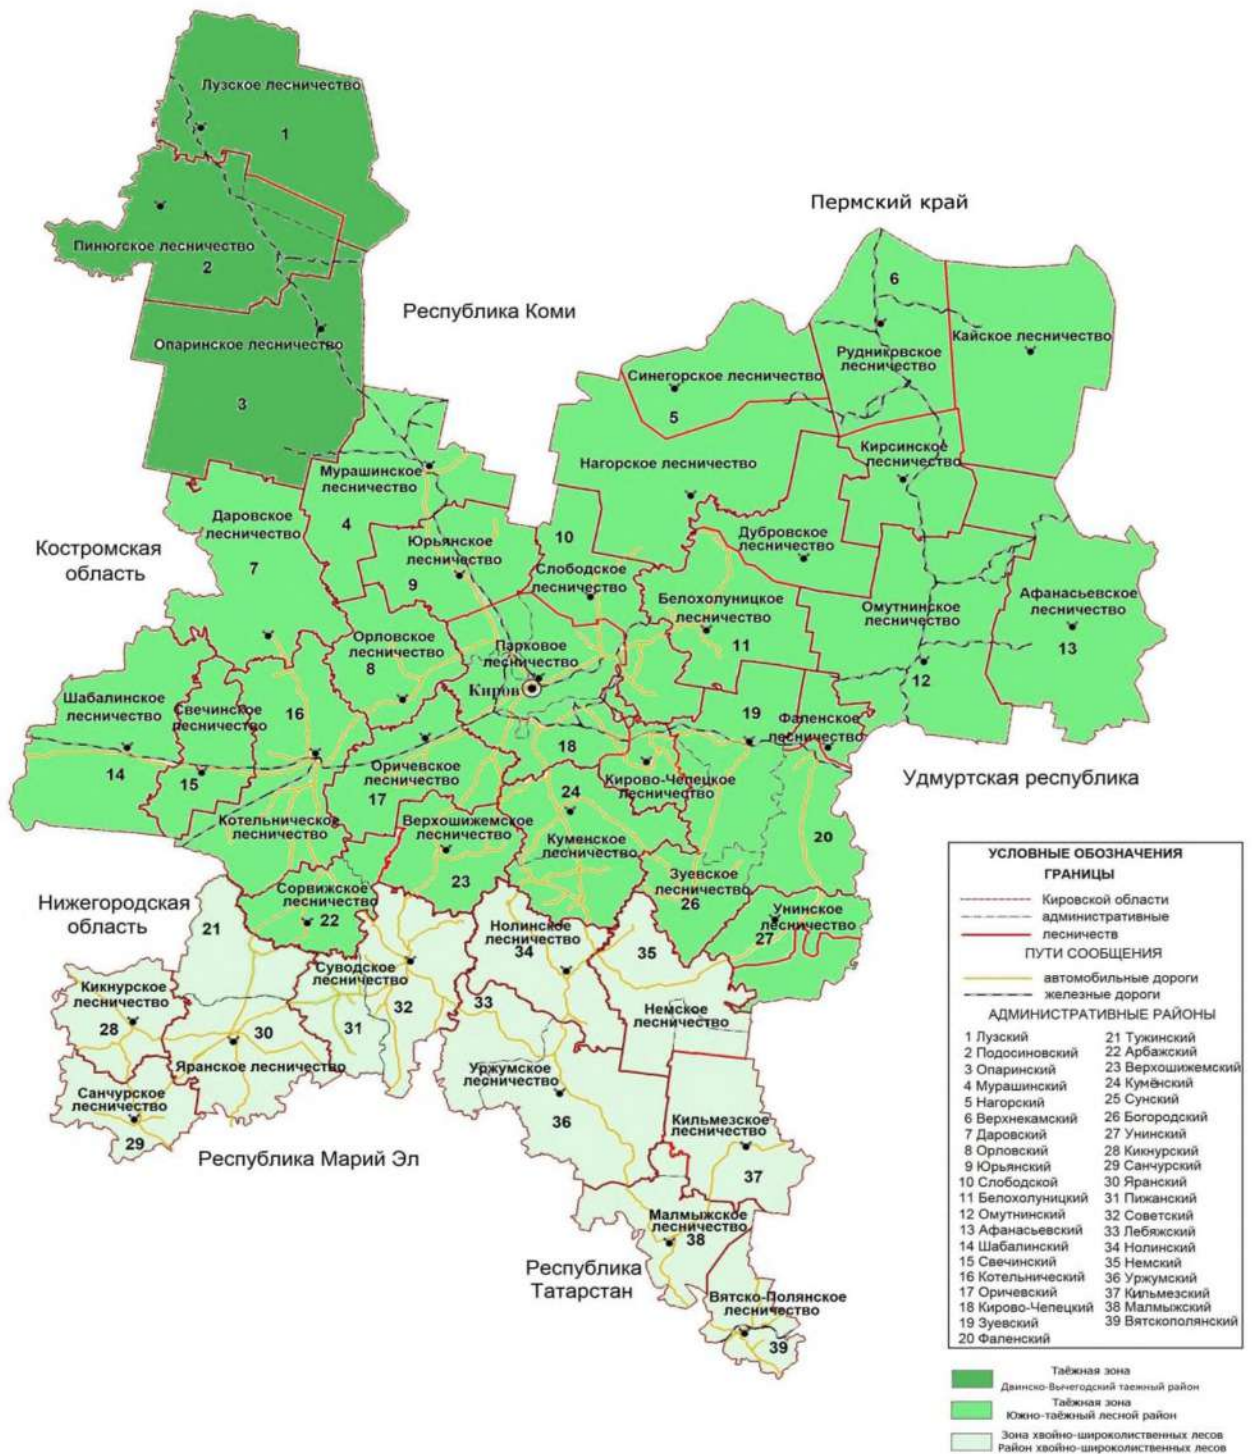 Лузское лесничество
1
Пермский край
Пинюгское лесничество
2
6
Республика Коми
Кайское лесничество
Опаринское лесничество
Рудниковское
лесничество
Синегорское лесничество
3
5
Кирсинское
лесничество
Мурашинское
лесничество
Нагорское лесничество
Даровское
лесничество
4
10
Дубровское
лесничество
Костромская
область
Юрьянское
лесничество
7
9
Слободское
лесничество
Белохолуницкое
лесничество
Омутнинское
лесничество
Афанасьевское
лесничество
Орловское
лесничество
8
Парковое
лесничество
11
13
Киров
12
Шабалинское
лесничество
Свечинское
лесничество
16
19
Фаленское
лесничество
18
14
15
Оричевское
лесничество
17
Кирово-Чепецкое
лесничество
Удмуртская республика
24
Котельническое
лесничество
Верхошижемское
лесничество
Куменское
лесничество
20
23
Зуевское
лесничество
26
Нижегородская
область
Сорвижское
лесничество
22
Унинское
лесничество
27
21
Нолинское
лесничество
34
35
Суводское
лесничество
Кикнурское
лесничество
28
32
33
31
30
Немское
лесничество
Яранское лесничество
Уржумское
лесничество
Санчурское
лесничество
29
36
Кильмезское
лесничество
37
Республика Марий Эл
Малмыжское
лесничество
38
Республика
Татарстан
Вятско-Полянское
лесничество
39
УСЛОВНЫЕ ОБОЗНАЧЕНИЯ
ГРАНИЦЫ
Кировской области
административные
лесничеств
ПУТИ СООБЩЕНИЯ
автомобильные дороги
железные дороги
АДМИНИСТРАТИВНЫЕ РАЙОНЫ
1 Лузский
2 Подосиновский
3 Опаринский
4 Мурашинский
5 Нагорский
6 Верхнекамский
7 Даровский
8 Орловский
9 Юрьянский
10 Слободской
11 Белохолуницкий
12 Омутнинский
13 Афанасьевский
14 Шабалинский
15 Свечинский
16 Котельнический
17 Оричевский
18 Кирово-Чепецкий
19 Зуевский
20 Фаленский
21 Тужинский
22 Арбажский
23 Верхошижемский
24 Кумёнский
25 Сунский
26 Богородский
27 Унинский
28 Кикнурский
29 Санчурский
30 Яранский
31 Пижанский
32 Советский
33 Лебяжский
34 Нолинский
35 Немский
36 Уржумский
37 Кильмезский
38 Малмыжский
39 Вятскополянский
Таёжная зона
Двинско-Вычегодский таежный район
Таёжная зона
Южно-таёжный лесной район
Зона хвойно-широколиственных лесов
Район хвойно-широколиственных лесов